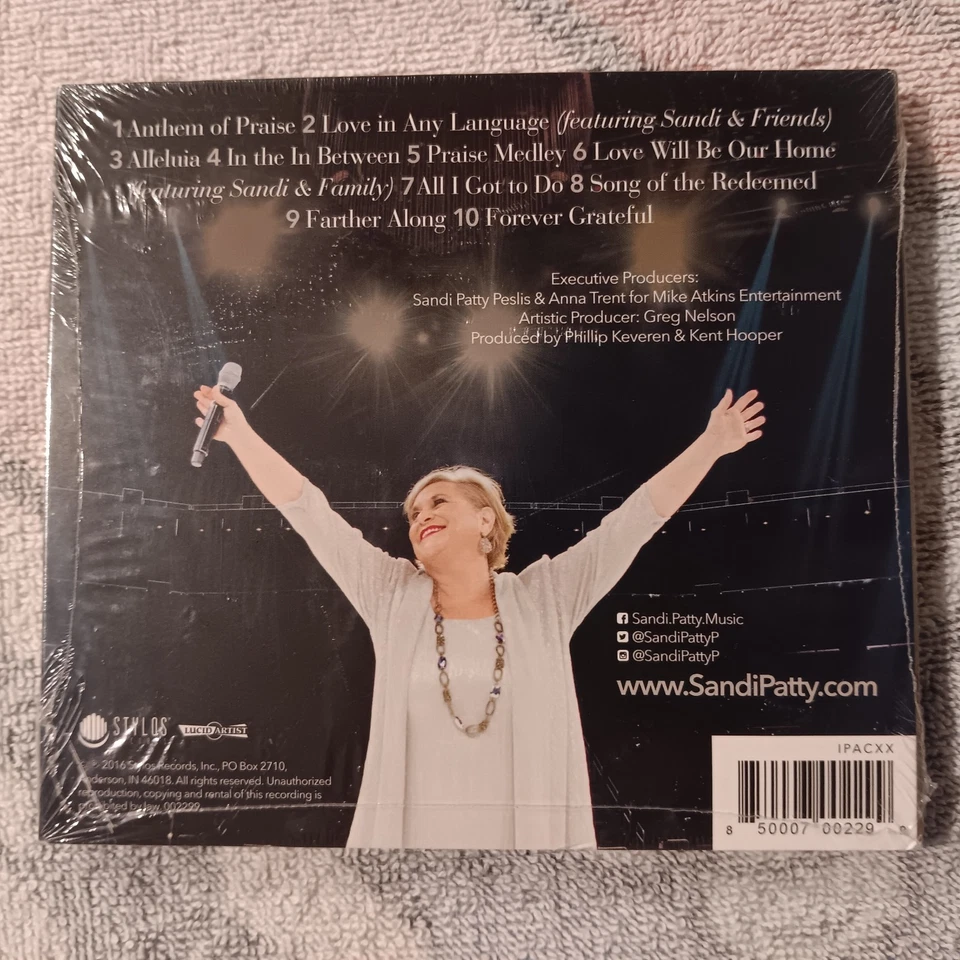 1 Anthem of Praise 2 Love in Any Language (featuring Sandi & Friends)
3 Alleluia 4 In the In Between 5 Praise Medley 6 Love Will Be Our Home
(featuring Sandi & Family) 7 All I Got to Do 8 Song of the Redeemed
9 Farther Along 10 Forever Grateful
Executive Producers:
Sandi Patty Peslis & Anna Trent for Mike Atkins Entertainment
Artistic Producer: Greg Nelson
Produced by Phillip Keveren & Kent Hooper
Sandi.Patty.Music
@SandiPattyP
@SandiPattyP
www.SandiPatty.com
STYLOS LUCID ARTIST
© 2016 Stylos Records, Inc., PO Box 2710,
Anderson, IN 46018. All rights reserved. Unauthorized
reproduction, copying and rental of this recording is
prohibited by law. 002299
IPACXX
8 50007 00229